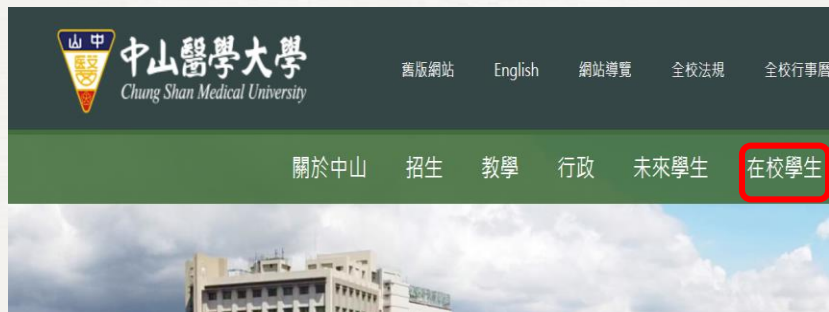 山中
醫
中山醫學大學
Chung Shan Medical University
舊版網站 English 網站導覽 全校法規 全校行事曆
關於中山 招生 教學 行政 未來學生 在校學生